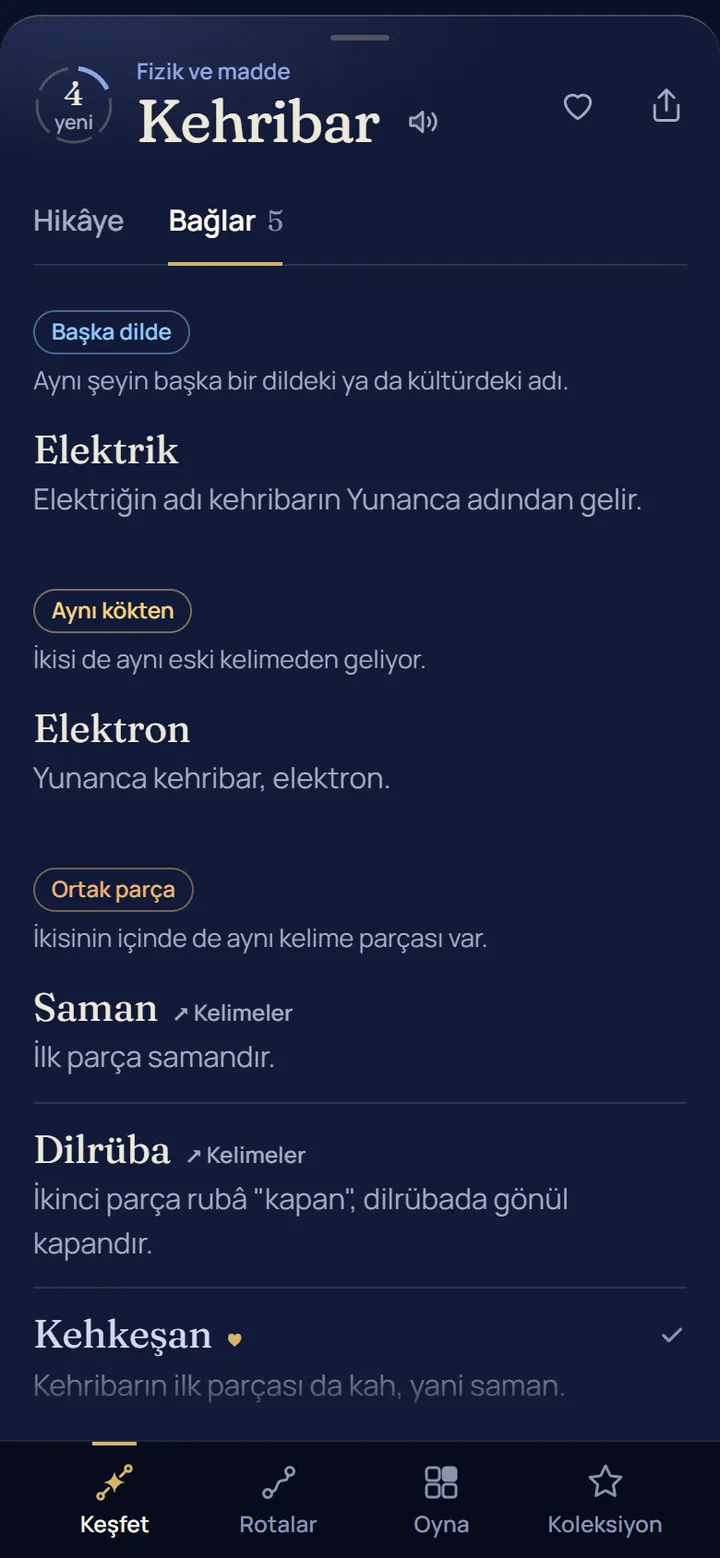 4
yeni
Fizik ve madde
Kehribar
Hikâye
Bağlar 5
Başka dilde
Aynı şeyin başka bir dildeki ya da kültürdeki adı.
Elektrik
Elektriğin adı kehribarın Yunanca adından gelir.
Aynı kökten
İkisi de aynı eski kelimeden geliyor.
Elektron
Yunanca kehribar, elektron.
Ortak parça
İkisinin içinde de aynı kelime parçası var.
Saman ↗ Kelimeler
İlk parça samandır.
Dilrüba ↗ Kelimeler
İkinci parça rubâ "kapan", dilrübada gönül
kapandır.
Kehkeşan
Kehribarın ilk parçası da kah, yani saman.
Keşfet
Rotalar
Oyna
Koleksiyon